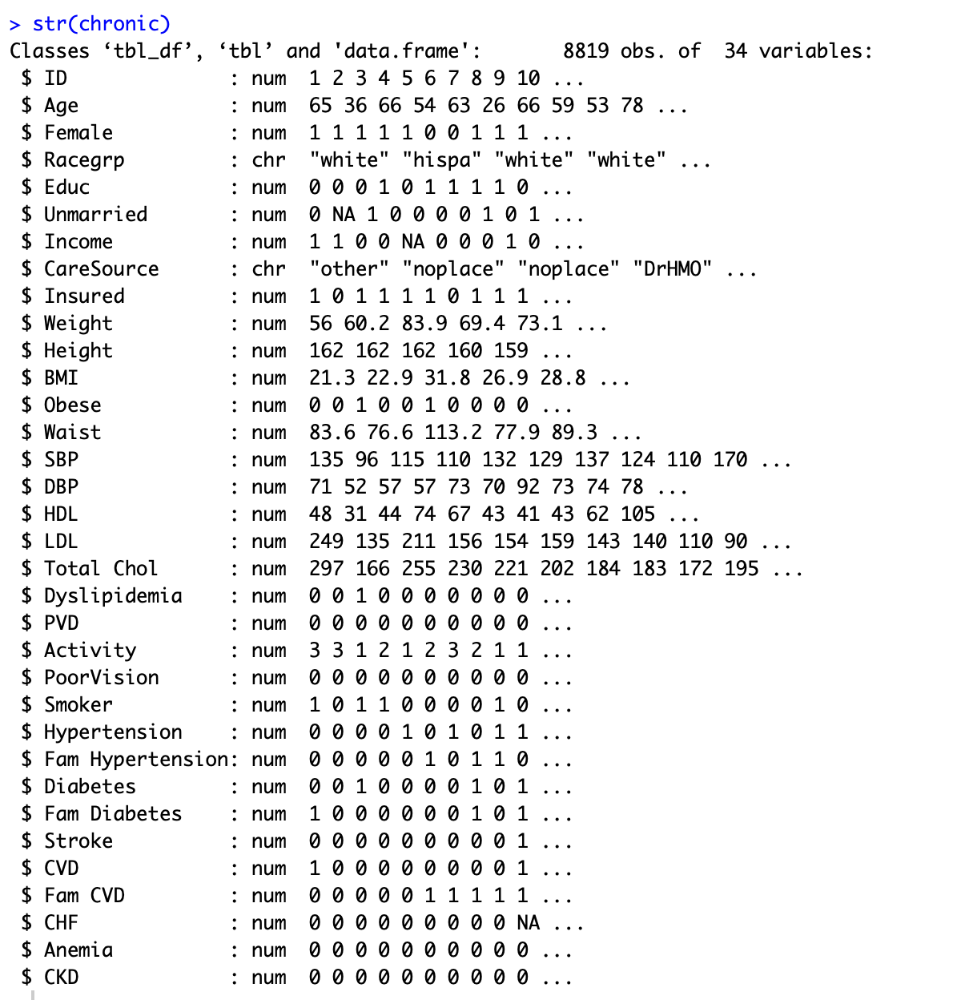 > str(chronic)
Classes ‘tbl_df’, ‘tbl’ and 'data.frame':	8819 obs. of  34 variables:
 $ ID              : num  1 2 3 4 5 6 7 8 9 10 ...
 $ Age             : num  65 36 66 54 63 26 66 59 53 78 ...
 $ Female          : num  1 1 1 1 1 0 0 1 1 1 ...
 $ Racegrp         : chr  "white" "hispa" "white" "white" ...
 $ Educ            : num  0 0 0 1 0 1 1 1 1 0 ...
 $ Unmarried       : num  0 NA 1 0 0 0 0 1 0 1 ...
 $ Income          : num  1 1 0 0 NA 0 0 0 1 0 ...
 $ CareSource      : chr  "other" "noplace" "noplace" "DrHMO" ...
 $ Insured         : num  1 0 1 1 1 1 0 1 1 1 ...
 $ Weight          : num  56 60.2 83.9 69.4 73.1 ...
 $ Height          : num  162 162 162 160 159 ...
 $ BMI             : num  21.3 22.9 31.8 26.9 28.8 ...
 $ Obese           : num  0 0 1 0 0 1 0 0 0 0 ...
 $ Waist           : num  83.6 76.6 113.2 77.9 89.3 ...
 $ SBP             : num  135 96 115 110 132 129 137 124 110 170 ...
 $ DBP             : num  71 52 57 57 73 70 92 73 74 78 ...
 $ HDL             : num  48 31 44 74 67 43 41 43 62 105 ...
 $ LDL             : num  249 135 211 156 154 159 143 140 110 90 ...
 $ Total Chol      : num  297 166 255 230 221 202 184 183 172 195 ...
 $ Dyslipidemia    : num  0 0 1 0 0 0 0 0 0 0 ...
 $ PVD             : num  0 0 0 0 0 0 0 0 0 0 ...
 $ Activity        : num  3 3 1 2 1 2 3 2 1 1 ...
 $ PoorVision      : num  0 0 0 0 0 0 0 0 0 0 ...
 $ Smoker          : num  1 0 1 1 0 0 0 0 1 0 ...
 $ Hypertension    : num  0 0 0 0 1 0 1 0 1 1 ...
 $ Fam Hypertension: num  0 0 0 0 0 1 0 1 1 0 ...
 $ Diabetes        : num  0 0 1 0 0 0 0 1 0 1 ...
 $ Fam Diabetes    : num  1 0 0 0 0 0 0 1 0 1 ...
 $ Stroke          : num  0 0 0 0 0 0 0 0 0 1 ...
 $ CVD             : num  1 0 0 0 0 0 0 0 0 1 ...
 $ Fam CVD         : num  0 0 0 0 0 1 1 1 1 1 ...
 $ CHF             : num  0 0 0 0 0 0 0 0 0 NA ...
 $ Anemia          : num  0 0 0 0 0 0 0 0 0 0 ...
 $ CKD             : num  0 0 0 0 0 0 0 0 0 0 ...